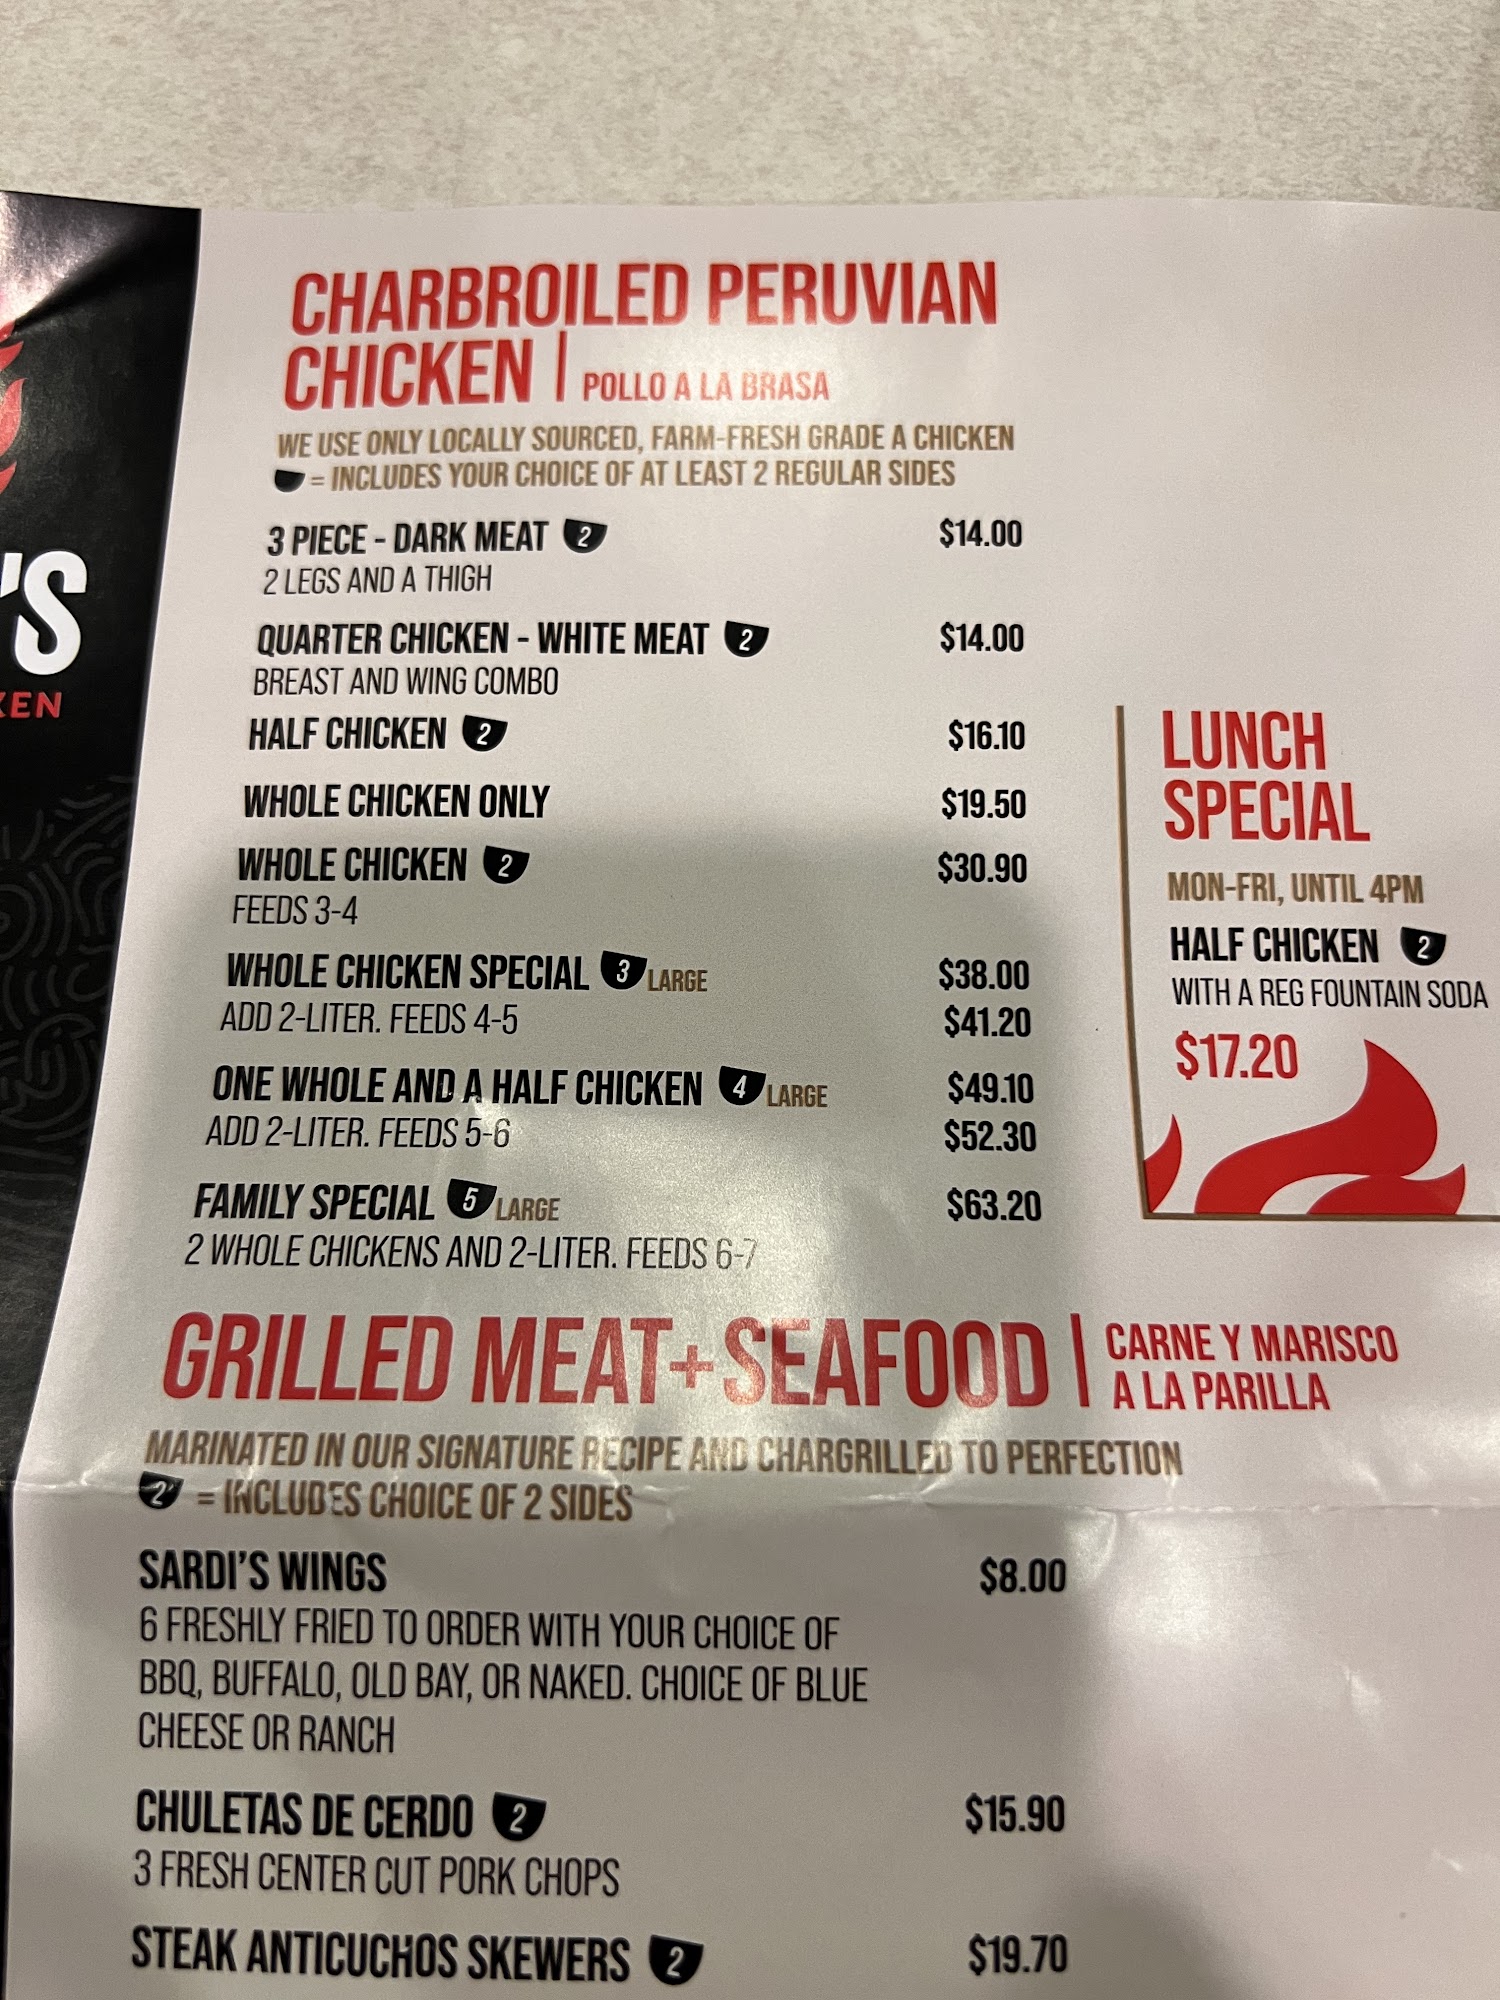 'S
KEN
CHARBROILED PERUVIAN
CHICKEN | POLLO A LA BRASA
WE USE ONLY LOCALLY SOURCED, FARM-FRESH GRADE A CHICKEN
= INCLUDES YOUR CHOICE OF AT LEAST 2 REGULAR SIDES
3 PIECE - DARK MEAT 2 $14.00
2 LEGS AND A THIGH
QUARTER CHICKEN - WHITE MEAT 2 $14.00
BREAST AND WING COMBO
HALF CHICKEN 2 $16.10
WHOLE CHICKEN ONLY $19.50
WHOLE CHICKEN 2 $30.90
FEEDS 3-4
WHOLE CHICKEN SPECIAL 3 LARGE $38.00
ADD 2-LITER. FEEDS 4-5 $41.20
ONE WHOLE AND A HALF CHICKEN 4 LARGE $49.10
ADD 2-LITER. FEEDS 5-6 $52.30
FAMILY SPECIAL 5 LARGE $63.20
2 WHOLE CHICKENS AND 2-LITER. FEEDS 6-7
LUNCH
SPECIAL
MON-FRI, UNTIL 4PM
HALF CHICKEN 2
WITH A REG FOUNTAIN SODA
$17.20
GRILLED MEAT+SEAFOOD | CARNE Y MARISCO
A LA PARILLA
MARINATED IN OUR SIGNATURE RECIPE AND CHARGRILLED TO PERFECTION
2 = INCLUDES CHOICE OF 2 SIDES
SARDI'S WINGS $8.00
6 FRESHLY FRIED TO ORDER WITH YOUR CHOICE OF
BBQ, BUFFALO, OLD BAY, OR NAKED. CHOICE OF BLUE
CHEESE OR RANCH
CHULETAS DE CERDO 2 $15.90
3 FRESH CENTER CUT PORK CHOPS
STEAK ANTICUCHOS SKEWERS 2 $19.70